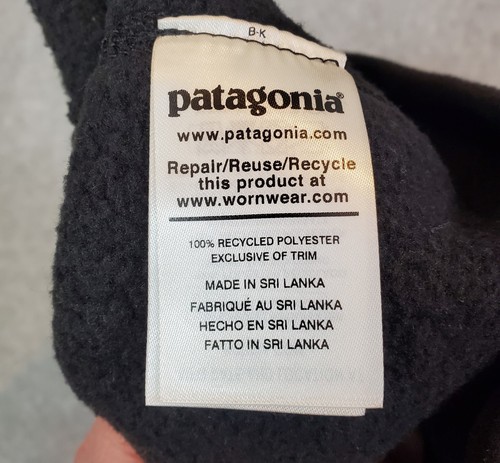 B-K
patagonia®
www.patagonia.com
Repair/Reuse/Recycle
this product at
www.wornwear.com
100% RECYCLED POLYESTER
EXCLUSIVE OF TRIM
MADE IN SRI LANKA
FABRIQUÉ AU SRI LANKA
HECHO EN SRI LANKA
FATTO IN SRI LANKA